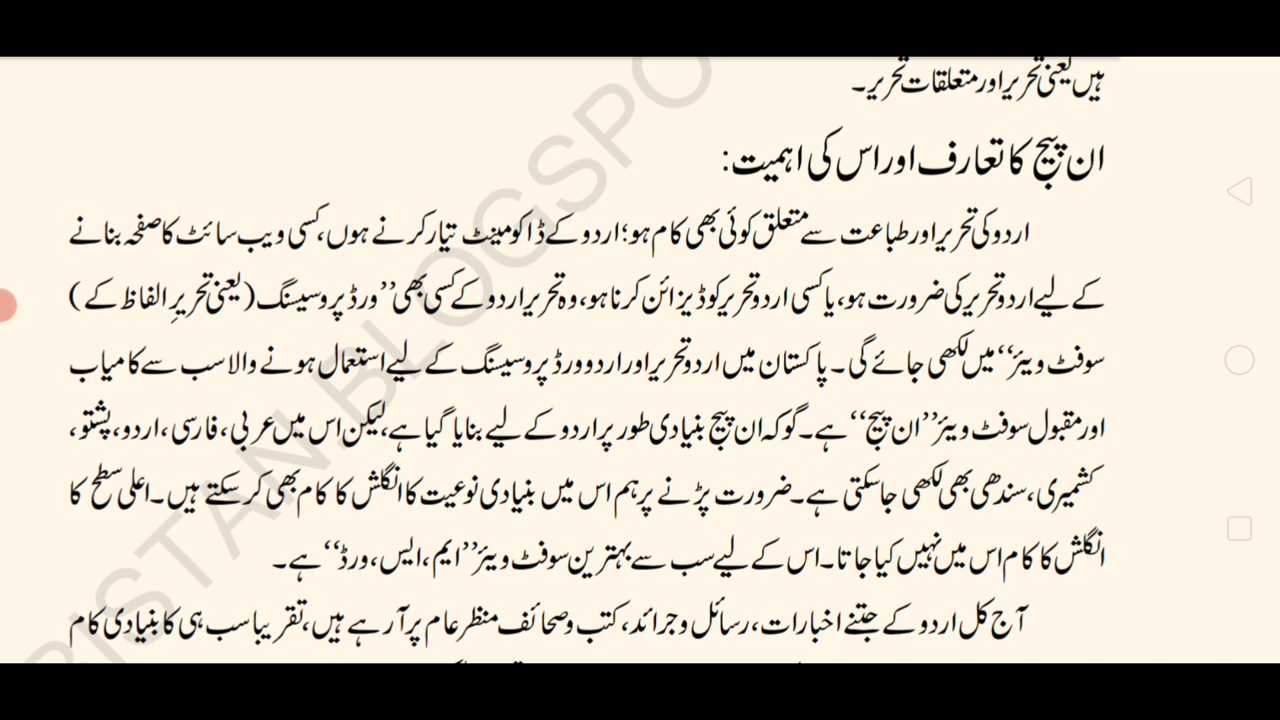 ہیں یعنی تحریر اور متعلقات تحریر۔
ان پیج کا تعارف اور اس کی اہمیت:
اردو کی تحریر اور طباعت سے متعلق کوئی بھی کام ہو؛ اردو کے ڈاکومینٹ تیار کرنے ہوں، کسی ویب سائٹ کا صفحہ بنانے
کے لیے اردو تحریر کی ضرورت ہو، یا کسی اردو تحریر کو ڈیزائن کرنا ہو، وہ تحریر اردو کے کسی بھی ’’ورڈ پروسیسنگ (یعنی تحریرِ الفاظ کے)
سوفٹ ویئر‘‘ میں لکھی جائے گی۔ پاکستان میں اردو تحریر اور اردو ورڈ پروسیسنگ کے لیے استعمال ہونے والا سب سے کامیاب
اور مقبول سوفٹ ویئر ’’ان پیج‘‘ ہے۔ گو کہ ان پیج بنیادی طور پر اردو کے لیے بنایا گیا ہے، لیکن اس میں عربی، فارسی، اردو، پشتو،
کشمیری، سندھی بھی لکھی جاسکتی ہے۔ ضرورت پڑنے پر ہم اس میں بنیادی نوعیت کا انگلش کا کام بھی کر سکتے ہیں۔ اعلی سطح کا
انگلش کا کام اس میں نہیں کیا جاتا۔ اس کے لیے سب سے بہترین سوفٹ ویئر ’’ایم، ایس، ورڈ‘‘ ہے۔
آج کل اردو کے جتنے اخبارات، رسائل و جرائد، کتب و صحائف منظر عام پر آرہے ہیں، تقریبا سب ہی کا بنیادی کام
BISTAN.BLOGSPO